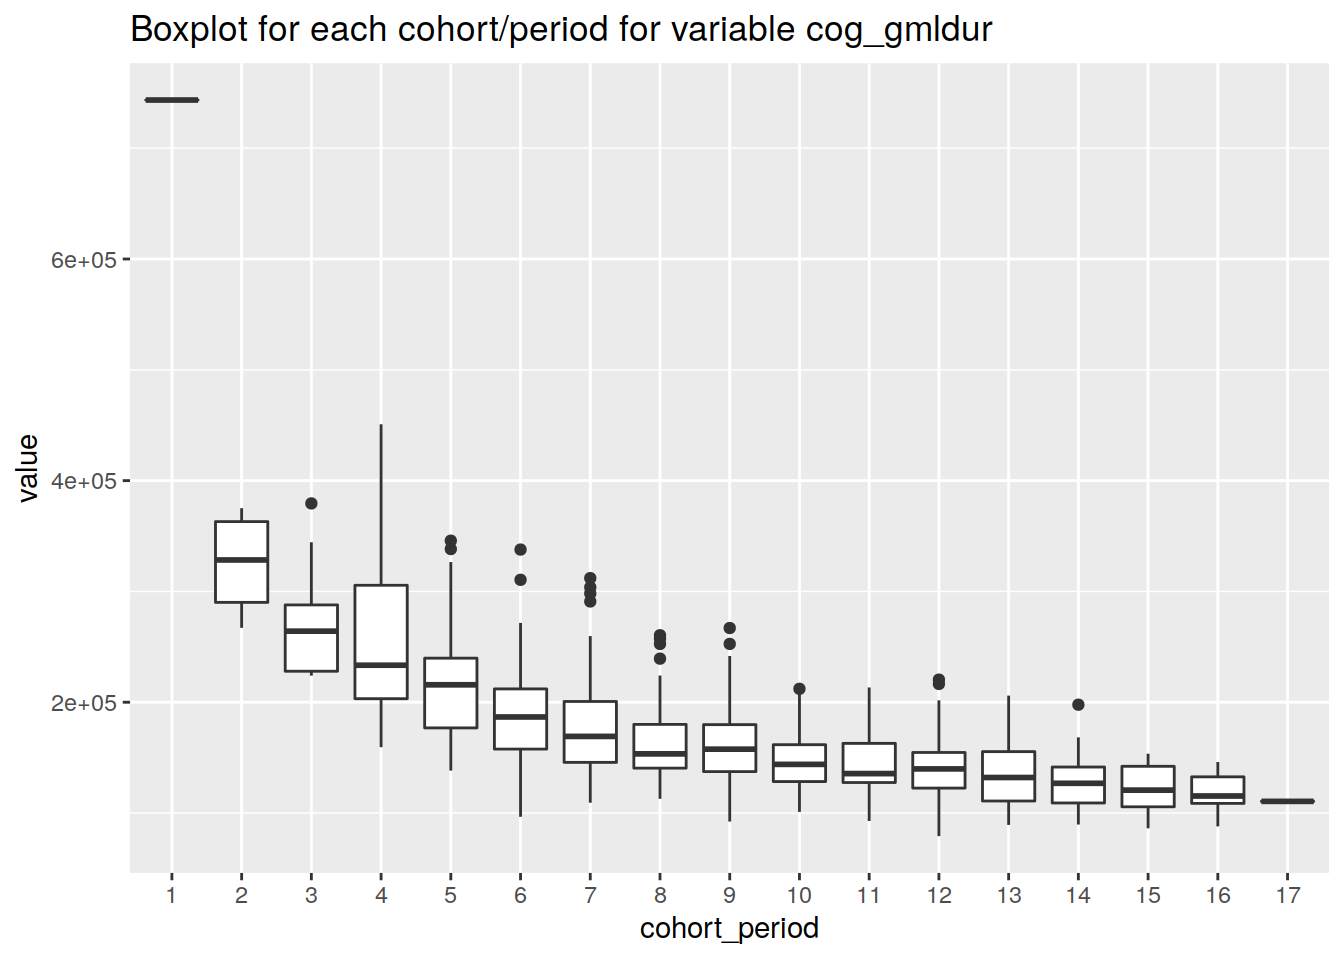 Boxplot for each cohort/period for variable cog_gmldur
6e+05
4e+05
2e+05
value
1 2 3 4 5 6 7 8 9 10 11 12 13 14 15 16 17
cohort_period